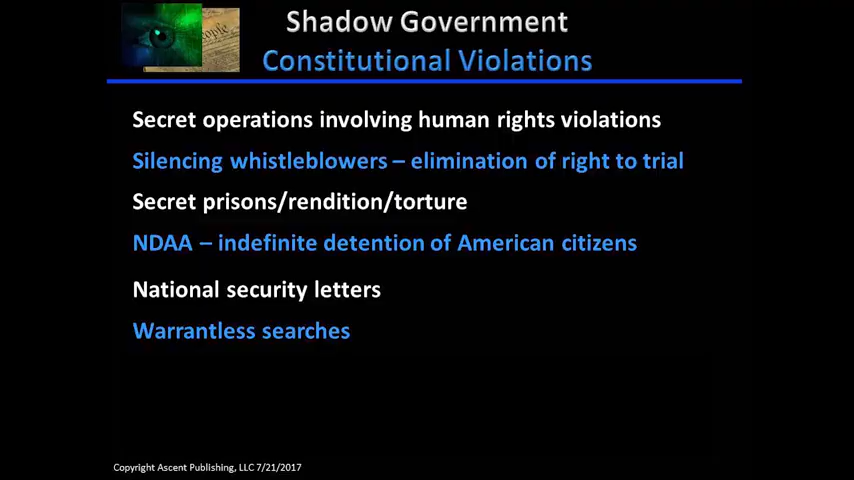 people
Shadow Government
Constitutional Violations
Secret operations involving human rights violations
Silencing whistleblowers – elimination of right to trial
Secret prisons/rendition/torture
NDAA – indefinite detention of American citizens
National security letters
Warrantless searches
Copyright Ascent Publishing, LLC 7/21/2017